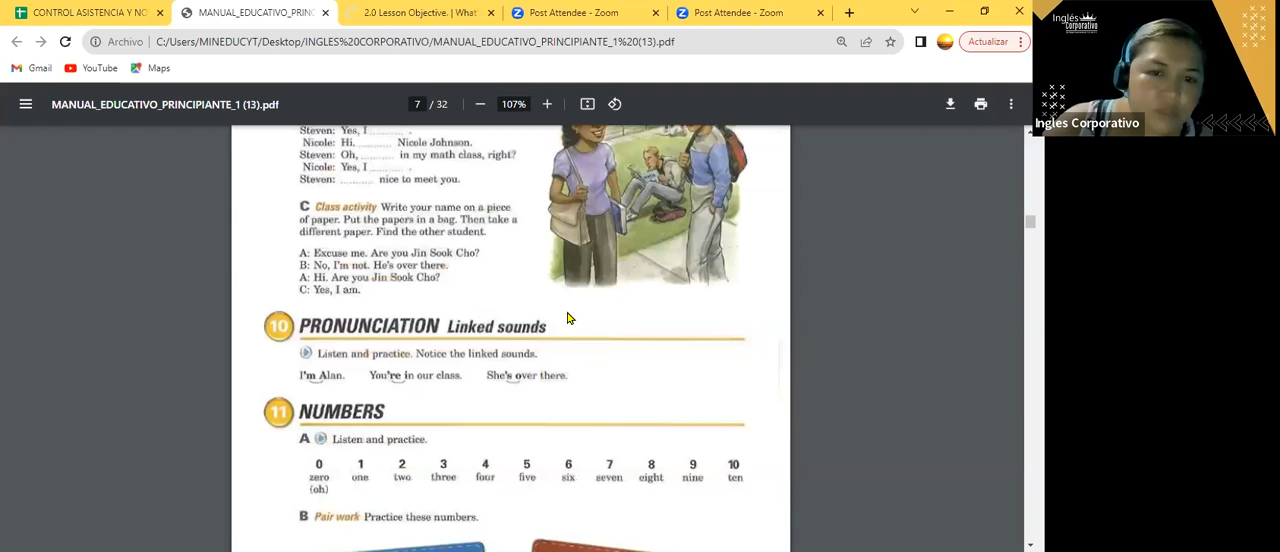 CONTROL ASISTENCIA Y NO
MANUAL_EDUCATIVO_PRINC
2.0 Lesson Objective. | What
Post Attendee - Zoom
Post Attendee - Zoom
Archivo
C:/Users/MINEDUCYT/Desktop/INGLES%20CORPORATIVO/MANUAL_EDUCATIVO_PRINCIPIANTE_1%20(13).pdf
Actualizar
Gmail
YouTube
Maps
MANUAL_EDUCATIVO_PRINCIPIANTE_1 (13).pdf
7 / 32
107%
Inglés
Corporativo
Ingles Corporativo
Steven: Yes, I .......... .
Nicole: Hi, .......... Nicole Johnson.
Steven: Oh, .......... in my math class, right?
Nicole: Yes, I .......... .
Steven: .......... nice to meet you.
C Class activity Write your name on a piece
of paper. Put the papers in a bag. Then take a
different paper. Find the other student.
A: Excuse me. Are you Jin Sook Cho?
B: No, I'm not. He's over there.
A: Hi. Are you Jin Sook Cho?
C: Yes, I am.
10 PRONUNCIATION Linked sounds
Listen and practice. Notice the linked sounds.
I'm Alan. You're in our class. She's over there.
11 NUMBERS
A Listen and practice.
0 1 2 3 4 5 6 7 8 9 10
zero one two three four five six seven eight nine ten
(oh)
B Pair work Practice these numbers.